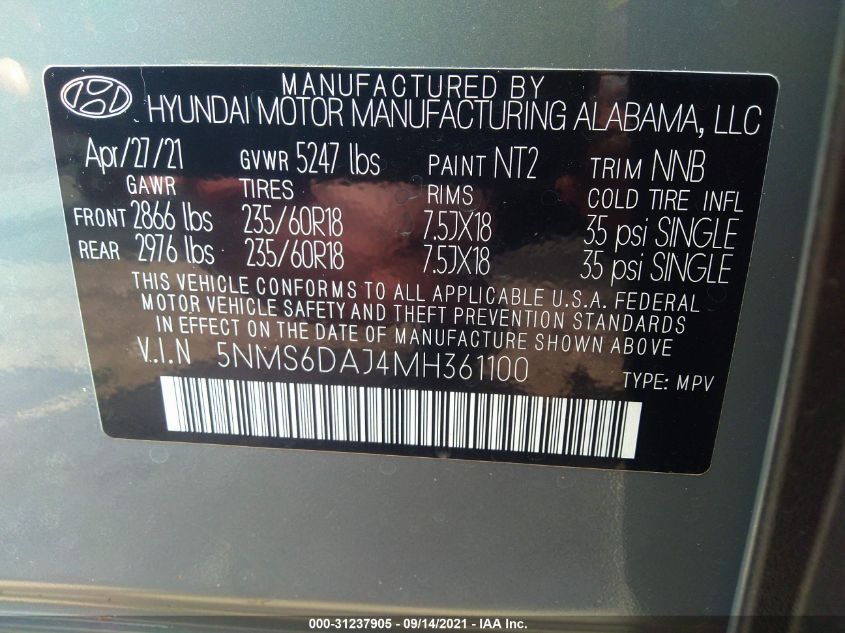 MANUFACTURED BY
HYUNDAI MOTOR MANUFACTURING ALABAMA, LLC
Apr/27/21 GVWR 5247 lbs PAINT NT2 TRIM NNB
GAWR TIRES RIMS COLD TIRE INFL
FRONT 2866 lbs 235/60R18 7.5JX18 35 psi SINGLE
REAR 2976 lbs 235/60R18 7.5JX18 35 psi SINGLE
THIS VEHICLE CONFORMS TO ALL APPLICABLE U.S.A. FEDERAL
MOTOR VEHICLE SAFETY AND THEFT PREVENTION STANDARDS
IN EFFECT ON THE DATE OF MANUFACTURE SHOWN ABOVE
V.I.N 5NMS6DAJ4MH361100
TYPE: MPV
000-31237905 - 09/14/2021 - IAA Inc.